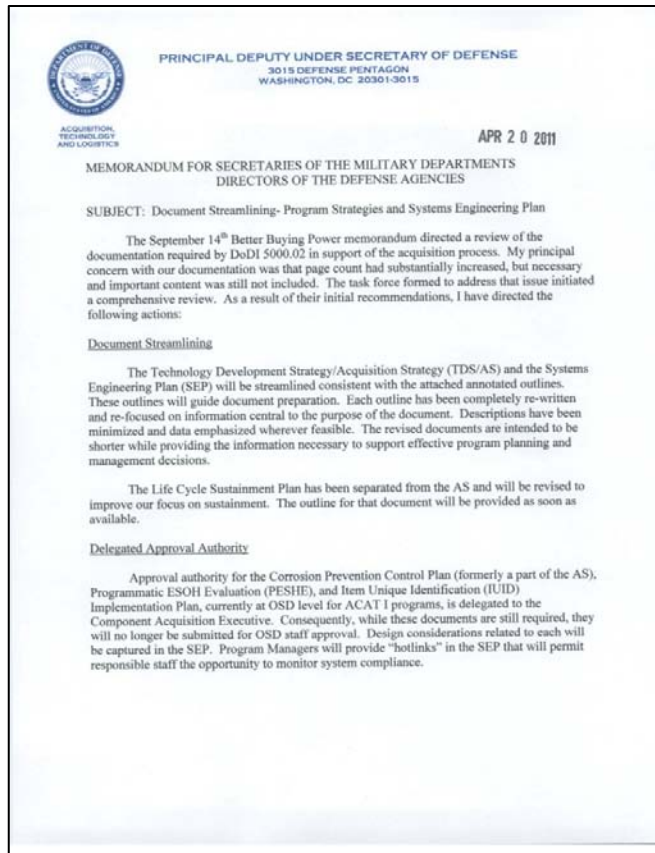 PRINCIPAL DEPUTY UNDER SECRETARY OF DEFENSE
3015 DEFENSE PENTAGON
WASHINGTON, DC 20301-3015
ACQUISITION,
TECHNOLOGY
AND LOGISTICS
APR 20 2011
MEMORANDUM FOR SECRETARIES OF THE MILITARY DEPARTMENTS
DIRECTORS OF THE DEFENSE AGENCIES
SUBJECT: Document Streamlining- Program Strategies and Systems Engineering Plan
The September 14th Better Buying Power memorandum directed a review of the
documentation required by DoDI 5000.02 in support of the acquisition process. My principal
concern with our documentation was that page count had substantially increased, but necessary
and important content was still not included. The task force formed to address that issue initiated
a comprehensive review. As a result of their initial recommendations, I have directed the
following actions:
Document Streamlining
The Technology Development Strategy/Acquisition Strategy (TDS/AS) and the Systems
Engineering Plan (SEP) will be streamlined consistent with the attached annotated outlines.
These outlines will guide document preparation. Each outline has been completely re-written
and re-focused on information central to the purpose of the document. Descriptions have been
minimized and data emphasized wherever feasible. The revised documents are intended to be
shorter while providing the information necessary to support effective program planning and
management decisions.
The Life Cycle Sustainment Plan has been separated from the AS and will be revised to
improve our focus on sustainment. The outline for that document will be provided as soon as
available.
Delegated Approval Authority
Approval authority for the Corrosion Prevention Control Plan (formerly a part of the AS),
Programmatic ESOH Evaluation (PESHE), and Item Unique Identification (IUID)
Implementation Plan, currently at OSD level for ACAT I programs, is delegated to the
Component Acquisition Executive. Consequently, while these documents are still required, they
will no longer be submitted for OSD staff approval. Design considerations related to each will
be captured in the SEP. Program Managers will provide "hotlinks" in the SEP that will permit
responsible staff the opportunity to monitor system compliance.